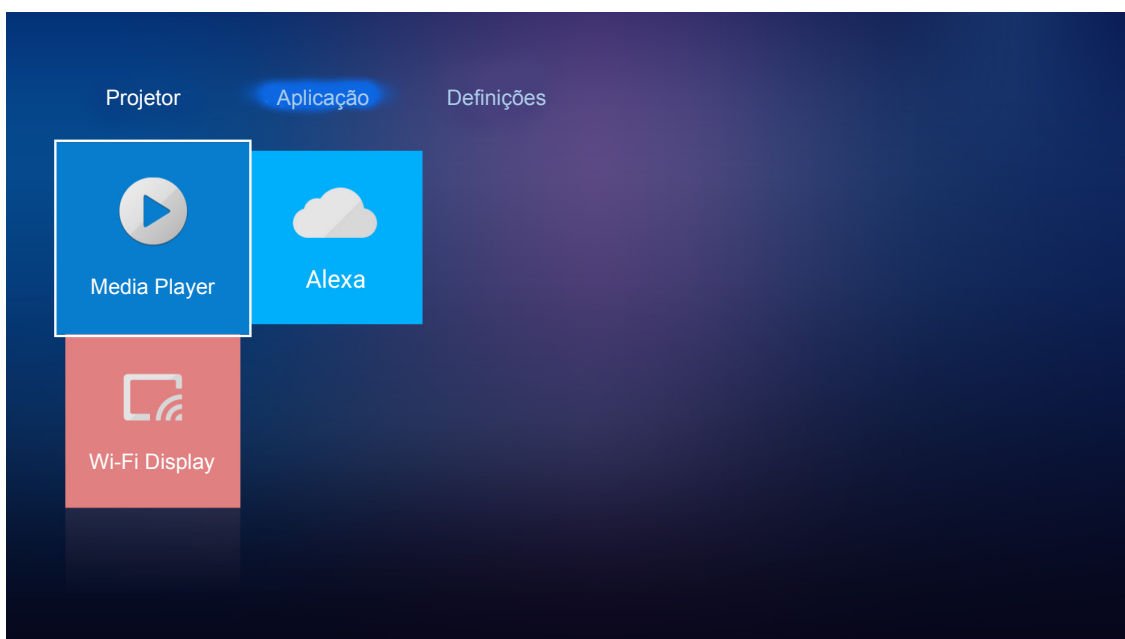 Projetor Aplicação Definições
Media Player
Alexa
Wi-Fi Display